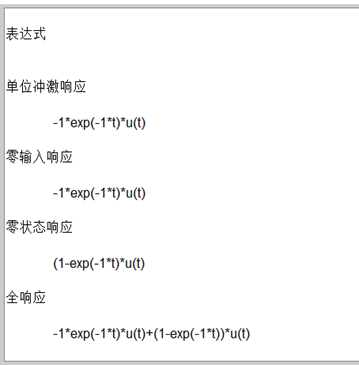 表达式
单位冲激响应
-1*exp(-1*t)*u(t)
零输入响应
-1*exp(-1*t)*u(t)
零状态响应
(1-exp(-1*t)*u(t)
全响应
-1*exp(-1*t)*u(t)+(1-exp(-1*t))*u(t)